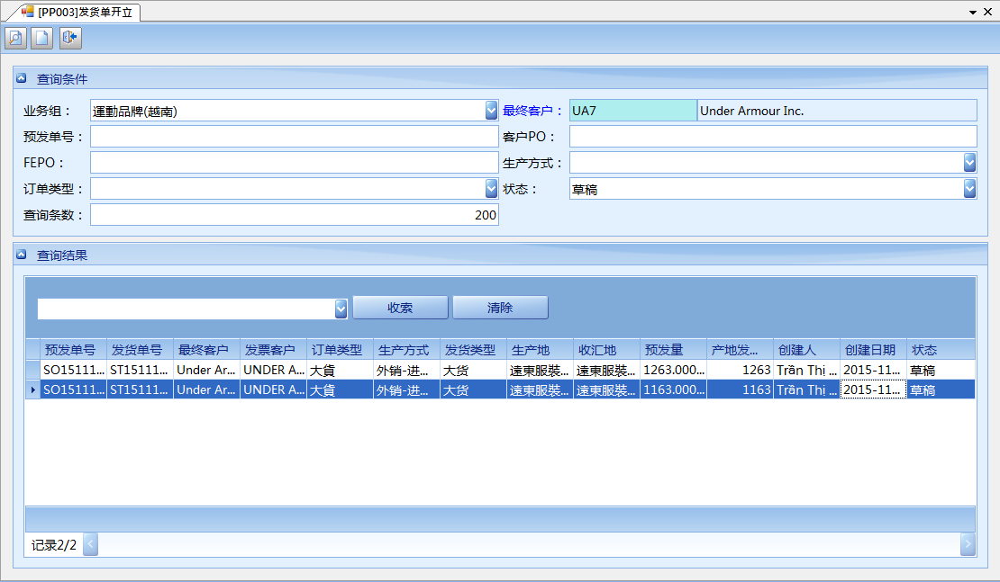 [PP003]发货单开立
查询条件
业务组： 運動品牌(越南) 最终客户： UA7 Under Armour Inc.
预发单号： 客户PO：
FEPO： 生产方式：
订单类型： 状态： 草稿
查询条数： 200
查询结果
收索 清除
预发单号 发货单号 最终客户 发票客户 订单类型 生产方式 发货类型 生产地 收汇地 预发量 产地发... 创建人 创建日期 状态
SO15111... ST15111... Under Ar... UNDER A... 大貨 外销-进... 大货 遠東服裝... 遠東服裝... 1263.000... 1263 Trần Thị ... 2015-11... 草稿
SO15111... ST15111... Under Ar... UNDER A... 大貨 外销-进... 大货 遠東服裝... 遠東服裝... 1163.000... 1163 Trần Thị ... 2015-11... 草稿
记录2/2